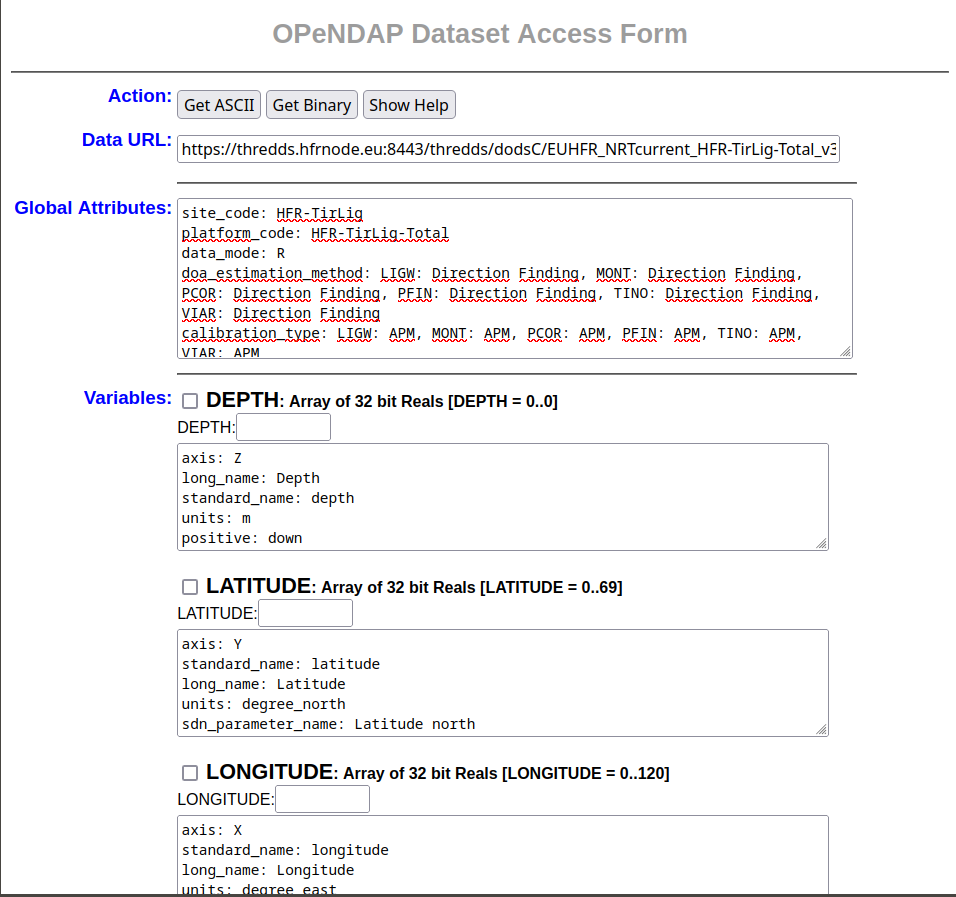 OPeNDAP Dataset Access Form
Action: Get ASCII Get Binary Show Help
Data URL: https://thredds.hfrnode.eu:8443/thredds/dodsC/EUHFR_NRTcurrent_HFR-TirLig-Total_v3
Global Attributes: site_code: HFR-TirLig
platform_code: HFR-TirLig-Total
data_mode: R
doa_estimation_method: LIGW: Direction Finding, MONT: Direction Finding,
PCOR: Direction Finding, PFIN: Direction Finding, TINO: Direction Finding,
VIAR: Direction Finding
calibration_type: LIGW: APM, MONT: APM, PCOR: APM, PFIN: APM, TINO: APM,
VIAR: APM
Variables: DEPTH: Array of 32 bit Reals [DEPTH = 0..0]
DEPTH:
axis: Z
long_name: Depth
standard_name: depth
units: m
positive: down
LATITUDE: Array of 32 bit Reals [LATITUDE = 0..69]
LATITUDE:
axis: Y
standard_name: latitude
long_name: Latitude
units: degree_north
sdn_parameter_name: Latitude north
LONGITUDE: Array of 32 bit Reals [LONGITUDE = 0..120]
LONGITUDE:
axis: X
standard_name: longitude
long_name: Longitude
units: degree_east